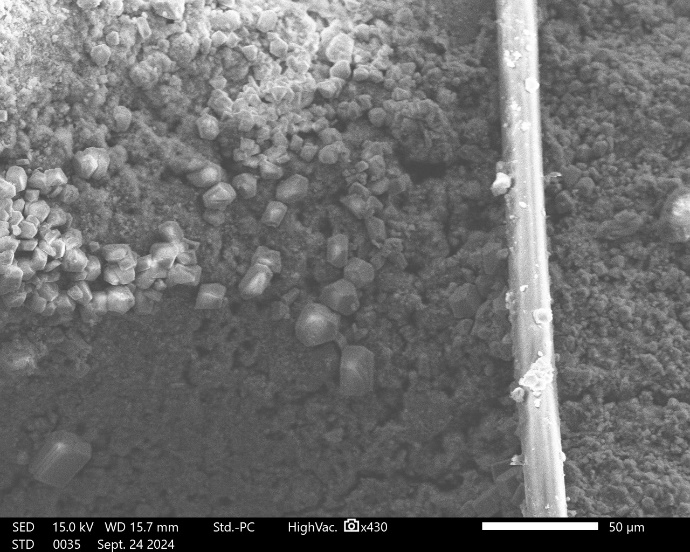 SED 15.0 kV WD 15.7 mm Std.-PC HighVac. x430 50 µm
STD 0035 Sept. 24 2024